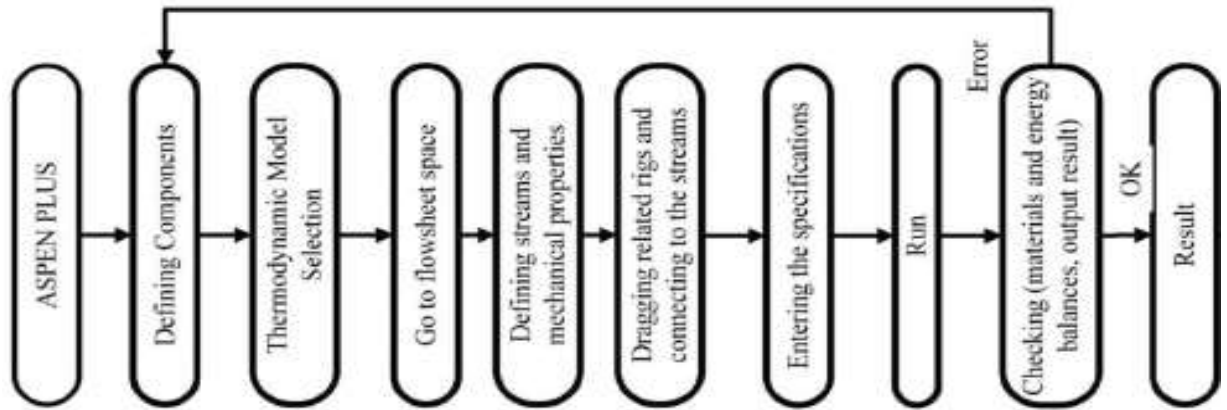 ASPEN PLUS
Defining Components
Thermodynamic Model
Selection
Go to flowsheet space
Defining streams and
mechanical properties
Dragging related rigs and
connecting to the streams
Entering the specifications
Run
Error
Checking (materials and energy
balances, output result)
OK
Result